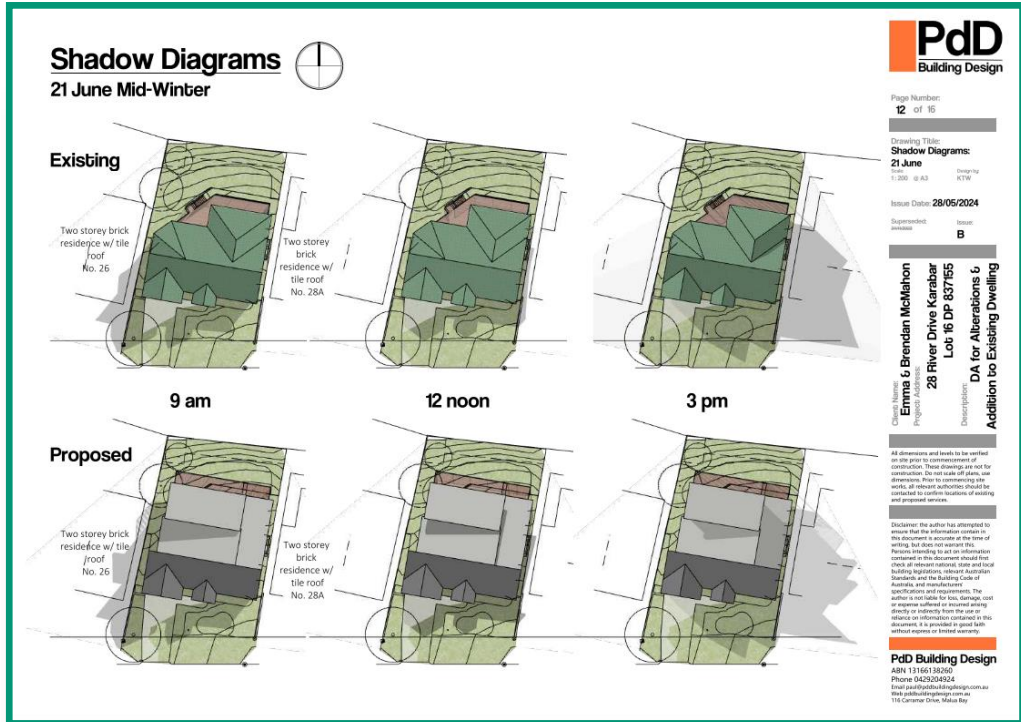 Shadow Diagrams
21 June Mid-Winter
Existing
Two storey brick
residence w/ tile
roof
No. 26
Two storey
brick
residence w/
tile roof
No. 28A
9 am
12 noon
3 pm
Proposed
Two storey brick
residence w/ tile
roof
No. 26
Two storey
brick
residence w/
tile roof
No. 28A
PdD
Building Design
Page Number:
12 of 16
Drawing Title:
Shadow Diagrams:
21 June
Scale
1: 200 @ A3
Design by
KTW
Issue Date: 28/05/2024
Superseded:
Issue
B
Client Name:
Emma & Brendan McMahon
Project Address:
28 River Drive Karabar
Lot 16 DP 837155
Description:
DA for Alterations &
Addition to Existing Dwelling
All dimensions and levels to be verified
on site prior to commencement of
construction. These drawings are not for
construction. Do not scale off plans, use
dimensions. Prior to commencing site
works, all relevant authorities should be
contacted to confirm locations of existing
and proposed services.
Disclaimer: the author has attempted to
ensure that the information contain in
this document is accurate at the time of
writing, but does not warrant this.
Persons intending to act on information
contained in this document should first
check all relevant national, state and local
building legislations, relevant Australian
Standards and the Building Code of
Australia, and manufacturers'
specifications and requirements. The
author is not liable for loss, damage, cost
or expense suffered or incurred arising
directly or indirectly from the use or
reliance on information contained in this
document, it is provided in good faith
without express or limited warranty.
PdD Building Design
ABN 13166138260
Phone 0429204924
Email paul@pddbuildingdesign.com.au
Web pddbuildingdesign.com.au
116 Carramar Drive, Malua Bay